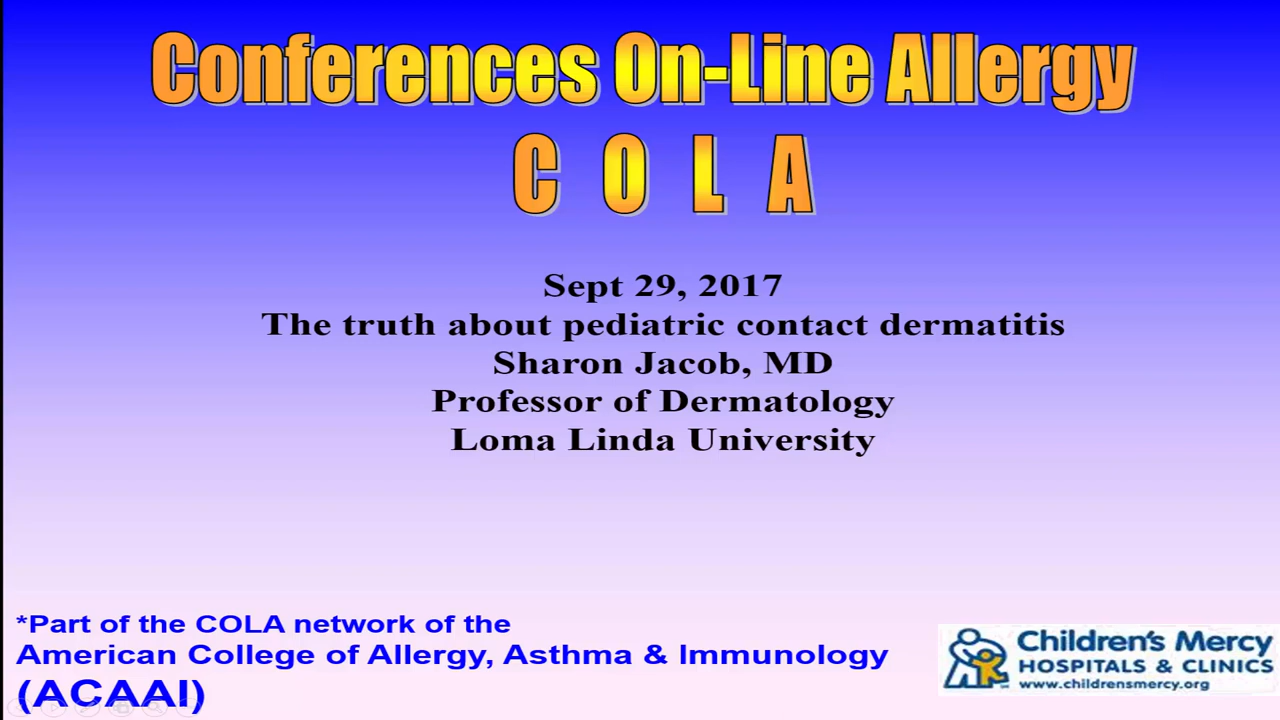 Conferences On-Line Allergy
C O L A
Sept 29, 2017
The truth about pediatric contact dermatitis
Sharon Jacob, MD
Professor of Dermatology
Loma Linda University
*Part of the COLA network of the
American College of Allergy, Asthma & Immunology
(ACAAI)
Children's Mercy
HOSPITALS & CLINICS
www.childrensmercy.org